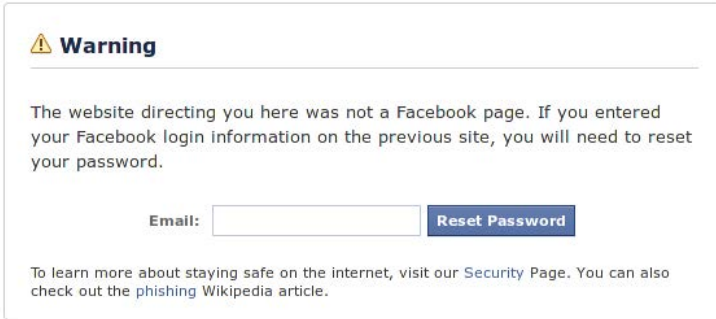 Warning
The website directing you here was not a Facebook page. If you entered
your Facebook login information on the previous site, you will need to reset
your password.
Email: Reset Password
To learn more about staying safe on the internet, visit our Security Page. You can also
check out the phishing Wikipedia article.